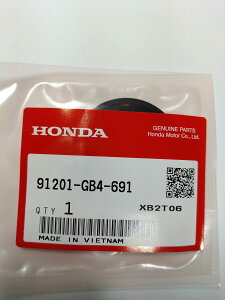 GENUINE PARTS
Honda Motor Co., Ltd.
HONDA
91201-GB4-691
QTY 1
XB2T06
MADE IN VIETNAM